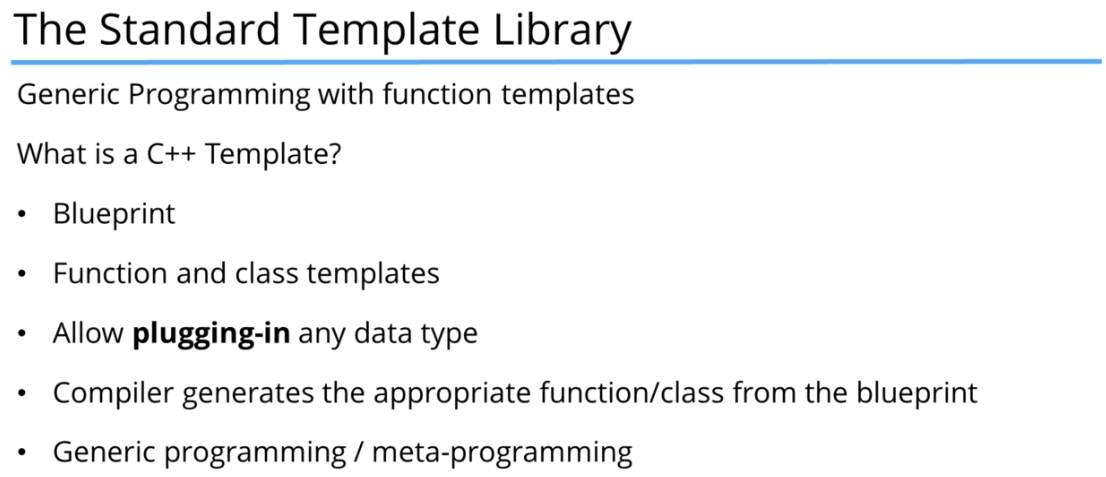 The Standard Template Library
Generic Programming with function templates
What is a C++ Template?
• Blueprint
• Function and class templates
• Allow plugging-in any data type
• Compiler generates the appropriate function/class from the blueprint
• Generic programming / meta-programming